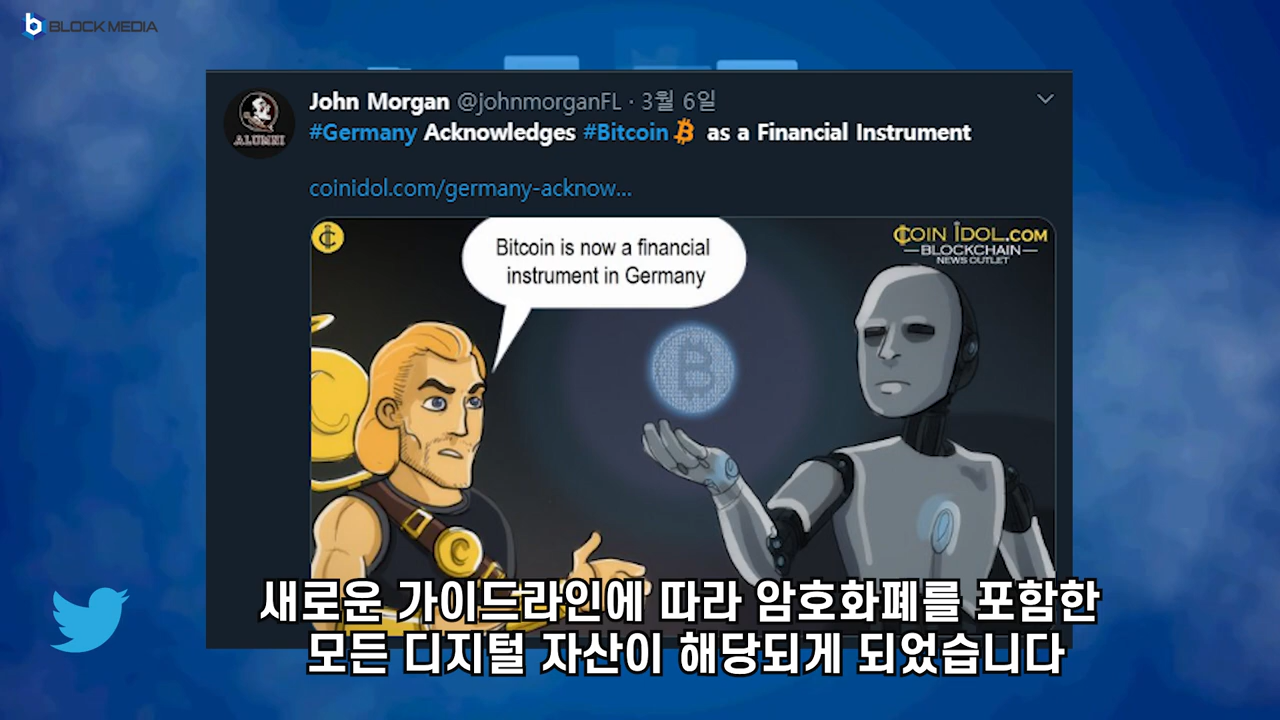 BLOCK MEDIA
John Morgan @johnmorganFL · 3월 6일
#Germany Acknowledges #Bitcoin as a Financial Instrument
ALUMNI
coinidol.com/germany-acknow...
Bitcoin is now a financial
instrument in Germany
COIN IDOL.COM
BLOCKCHAIN
NEWS OUTLET
새로운 가이드라인에 따라 암호화폐를 포함한
모든 디지털 자산이 해당되게 되었습니다